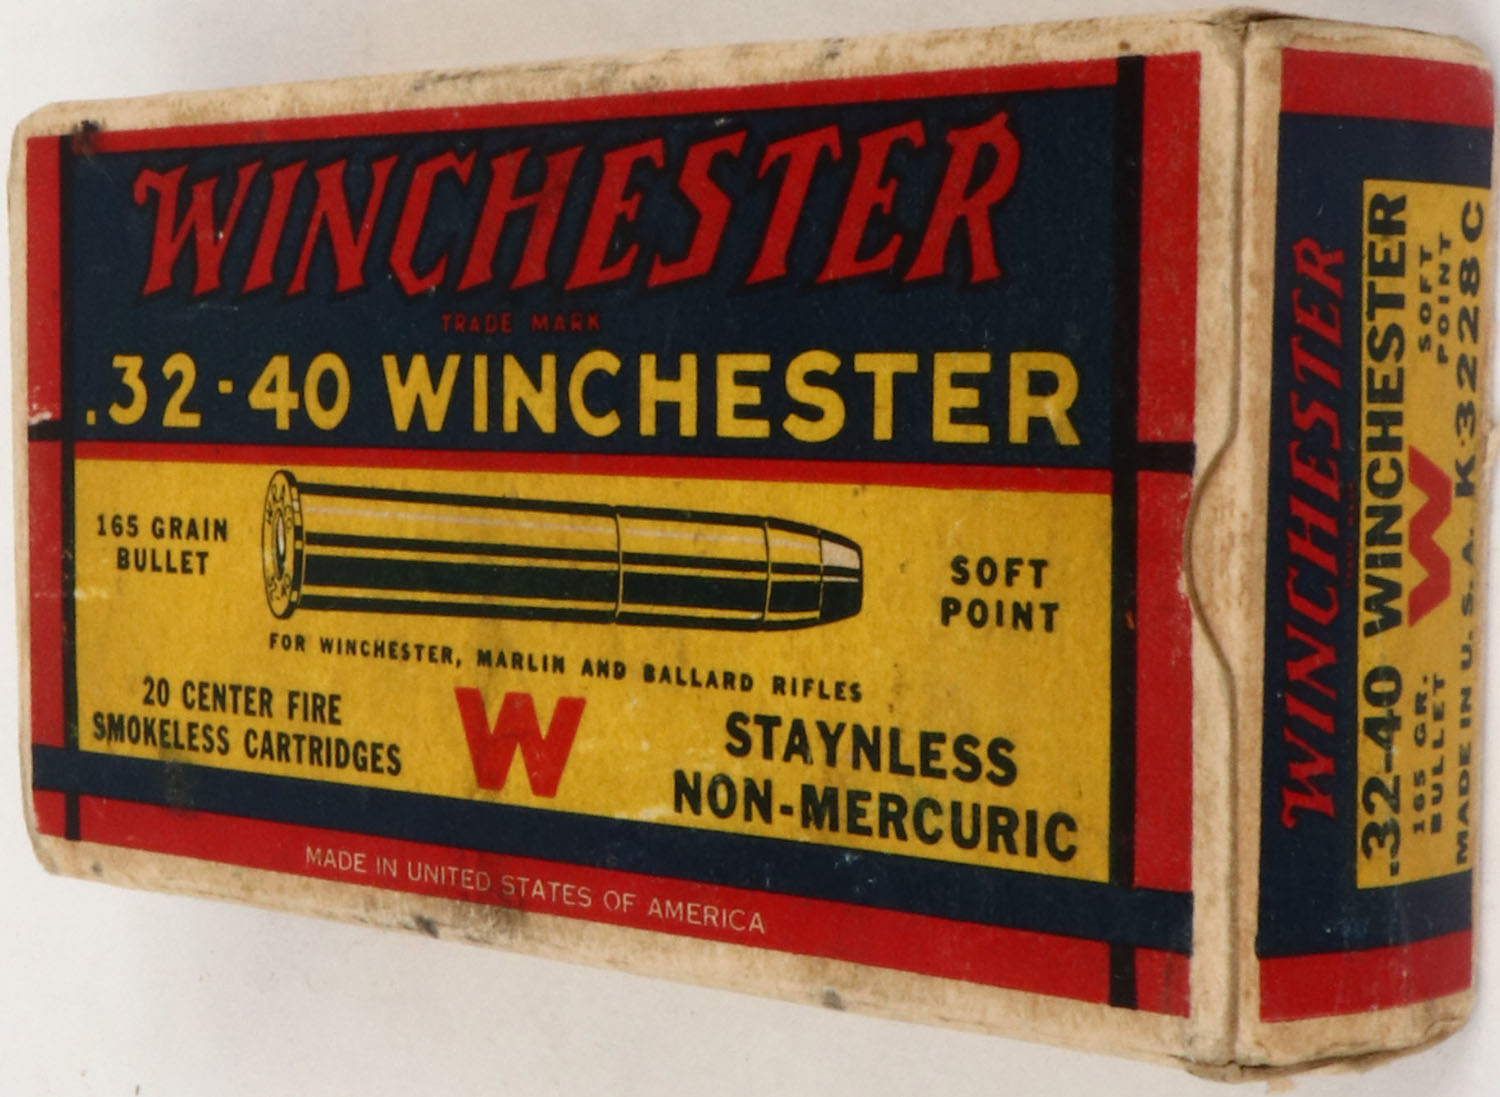 WINCHESTER
TRADE MARK
.32-40 WINCHESTER
165 GRAIN
BULLET
SOFT
POINT
FOR WINCHESTER, MARLIN AND BALLARD RIFLES
20 CENTER FIRE
SMOKELESS CARTRIDGES
W
STAYNLESS
NON-MERCURIC
MADE IN UNITED STATES OF AMERICA
WINCHESTER
.32-40 WINCHESTER
165 GR.
BULLET
W
SOFT
POINT
MADE IN U.S.A. K3228C